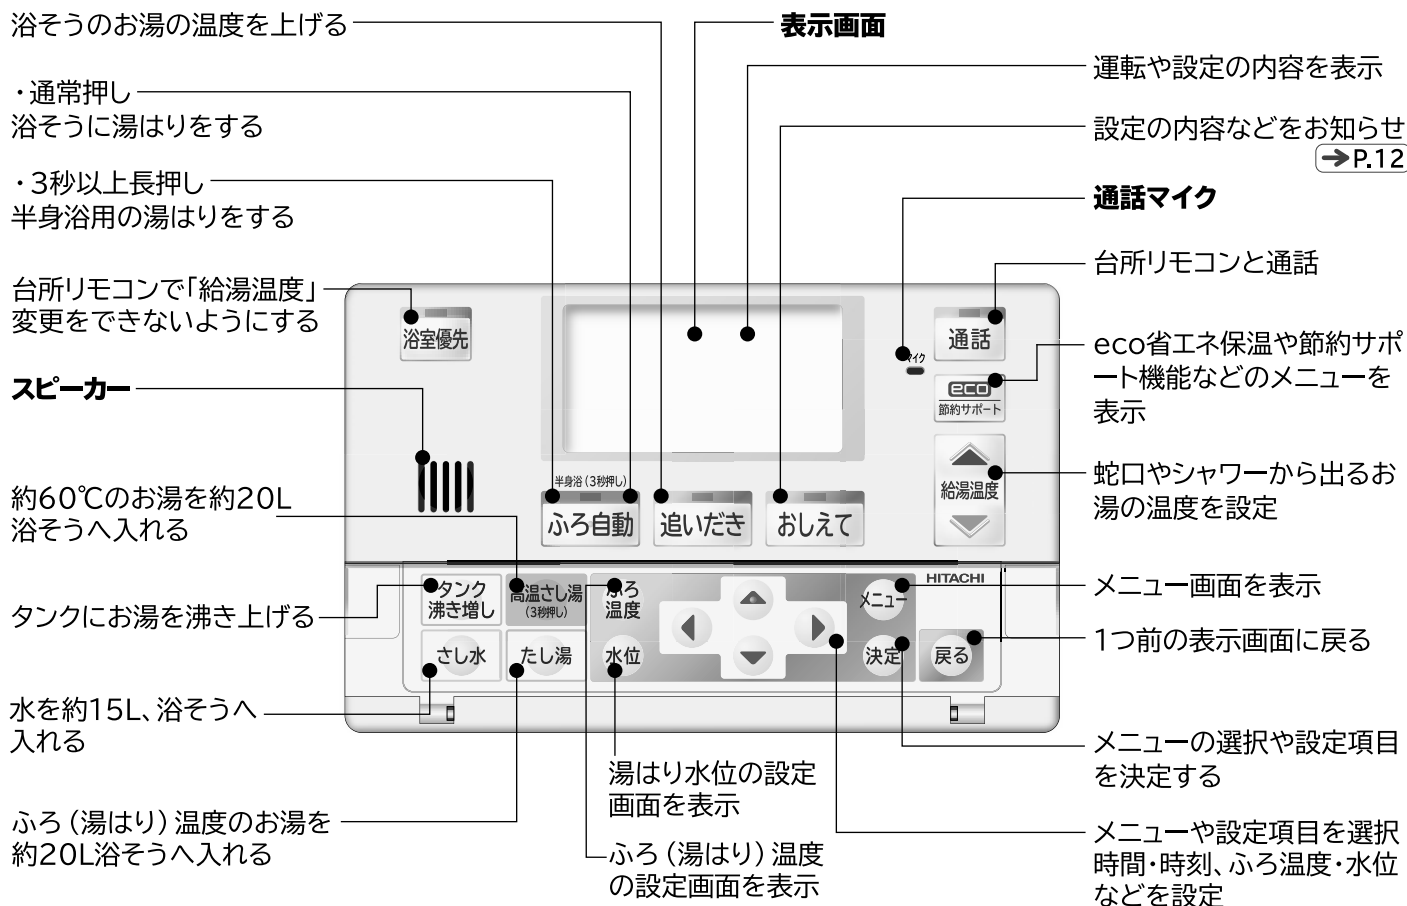 浴そうのお湯の温度を上げる
・通常押し
浴そうに湯はりをする
・3秒以上長押し
半身浴用の湯はりをする
台所リモコンで「給湯温度」
変更をできないようにする
スピーカー
約60℃のお湯を約20L
浴そうへ入れる
タンクにお湯を沸き上げる
水を約15L、浴そうへ
入れる
ふろ（湯はり）温度のお湯を
約20L浴そうへ入れる
表示画面
運転や設定の内容を表示
設定の内容などをお知らせ
➔P.12
通話マイク
台所リモコンと通話
eco省エネ保温や節約サポ
ート機能などのメニューを
表示
蛇口やシャワーから出るお
湯の温度を設定
メニュー画面を表示
1つ前の表示画面に戻る
メニューの選択や設定項目
を決定する
メニューや設定項目を選択
時間・時刻、ふろ温度・水位
などを設定
湯はり水位の設定
画面を表示
ふろ（湯はり）温度
の設定画面を表示
浴室優先
マイク
通話
eco
節約サポート
給湯温度
半身浴（3秒押し）
ふろ自動
追いだき
おしえて
HITACHI
タンク
沸き増し
高温さし湯
（3秒押し）
ふろ
温度
メニュー
さし水
たし湯
水位
決定
戻る